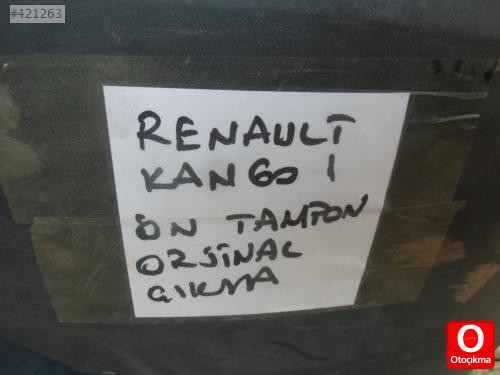 #421263
RENAULT
KANGO 1
ÖN TAMPON
ORJİNAL
ÇIKMA
Otoçıkma